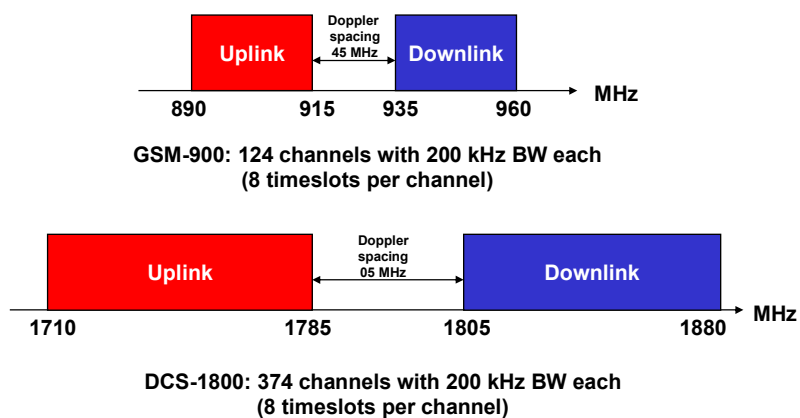 Doppler
spacing
45 MHz
Uplink
Downlink
MHz
890
915
935
960
GSM-900: 124 channels with 200 kHz BW each
(8 timeslots per channel)
Doppler
spacing
05 MHz
Uplink
Downlink
MHz
1710
1785
1805
1880
DCS-1800: 374 channels with 200 kHz BW each
(8 timeslots per channel)